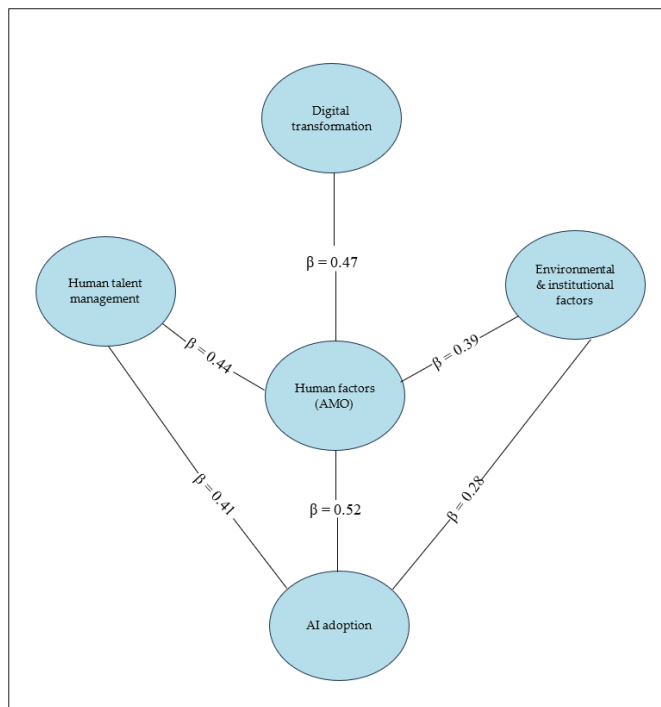 Digital
transformation
β = 0.47
Human talent
management
Environmental
& institutional
factors
β = 0.44
β = 0.39
Human factors
(AMO)
β = 0.41
β = 0.52
β = 0.28
AI adoption